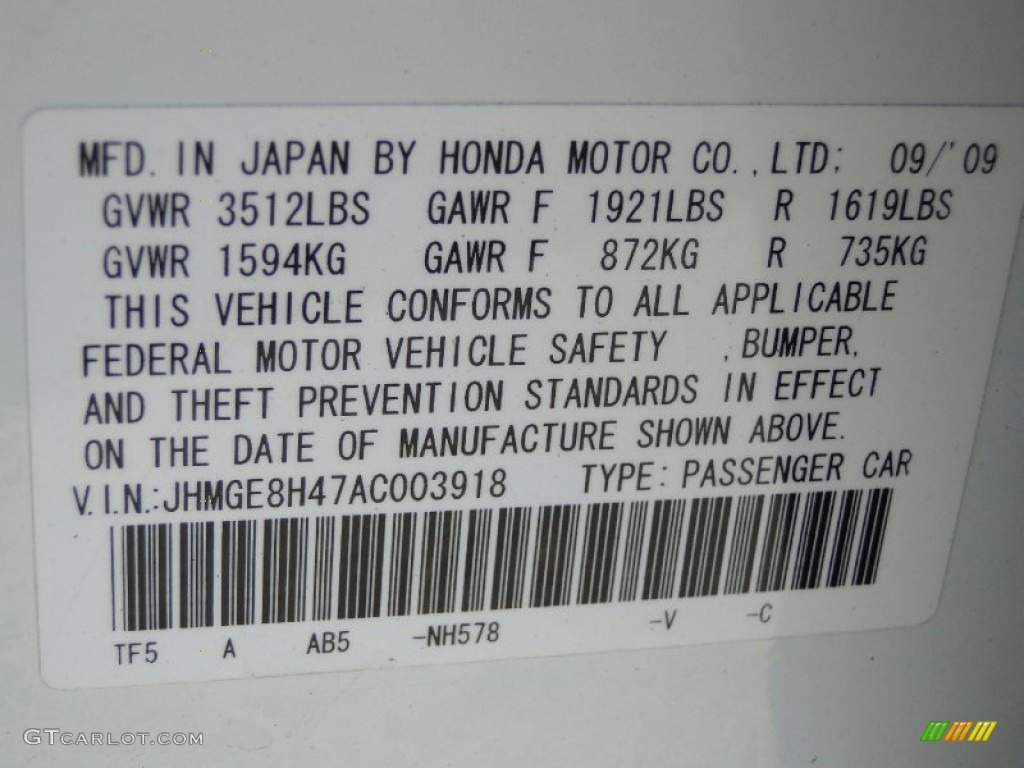 MFD. IN JAPAN BY HONDA MOTOR CO.,LTD: 09/'09
GVWR 3512LBS GAWR F 1921LBS R 1619LBS
GVWR 1594KG GAWR F 872KG R 735KG
THIS VEHICLE CONFORMS TO ALL APPLICABLE
FEDERAL MOTOR VEHICLE SAFETY ,BUMPER,
AND THEFT PREVENTION STANDARDS IN EFFECT
ON THE DATE OF MANUFACTURE SHOWN ABOVE.
V.I.N.:JHMGE8H47AC003918 TYPE:PASSENGER CAR
TF5 A AB5 -NH578 -V -C
GTCARLOT.COM